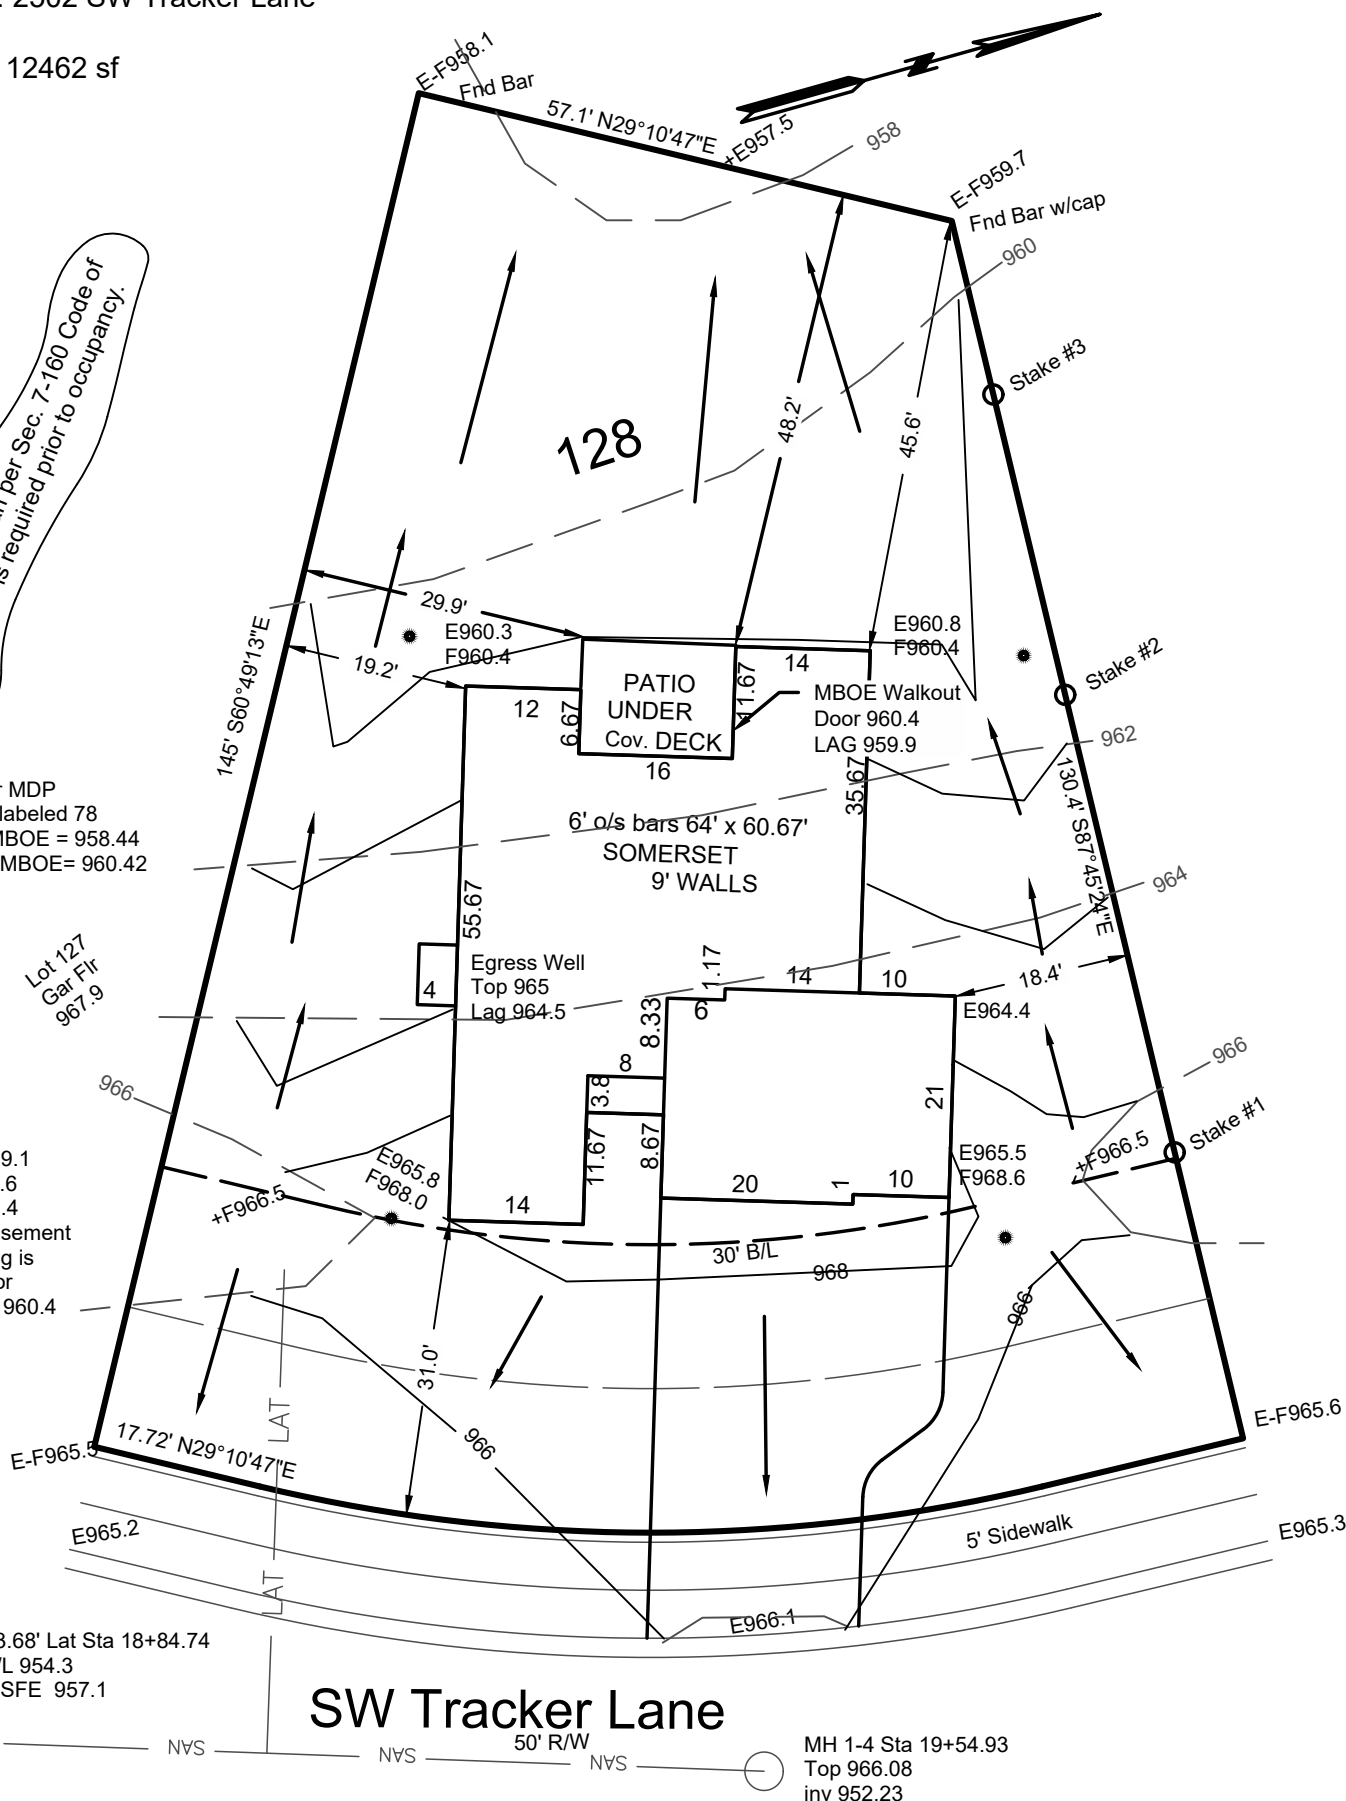 2502 SW Tracker Lane
12462 sf
E-F958.1
Fnd Bar
57.1' N29°10'47"E
+E957.5
N
958
E-F959.7
Fnd Bar w/cap
960
per Sec. 7-160 Code of
is required prior to occupancy.
Stake #3
128
48.2'
45.6'
29.9'
E960.3
F960.4
E960.8
F960.4
19.2'
145' S60°49'13"E
14
Stake #2
PATIO
UNDER
Cov. DECK
11.67
12
6.67
16
MBOE Walkout
Door 960.4
LAG 959.9
962
35.67
130.4' S87°45'24"E
MDP
labeled 78
MBOE = 958.44
MBOE= 960.42
6' o/s bars 64' x 60.67'
SOMERSET
9' WALLS
964
55.67
Lot 127
Gar Flr
967.9
Egress Well
Top 965
Lag 964.5
4
1.17
14
10
18.4'
6
E964.4
8.33
966
966
8
3.8
21
Stake #1
11.67
8.67
9.1
.6
.4
sement
g is
or
960.4
E965.8
F968.0
+F966.5
E965.5
F968.6
+F966.5
14
20
1
10
30' B/L
968
966
31.0'
LAT
966
E-F965.5
17.72' N29°10'47"E
E-F965.6
E965.2
5' Sidewalk
E965.3
LAT
E966.1
3.68' Lat Sta 18+84.74
/L 954.3
SFE 957.1
SW Tracker Lane
50' R/W
SAN
SAN
SAN
MH 1-4 Sta 19+54.93
Top 966.08
inv 952.23